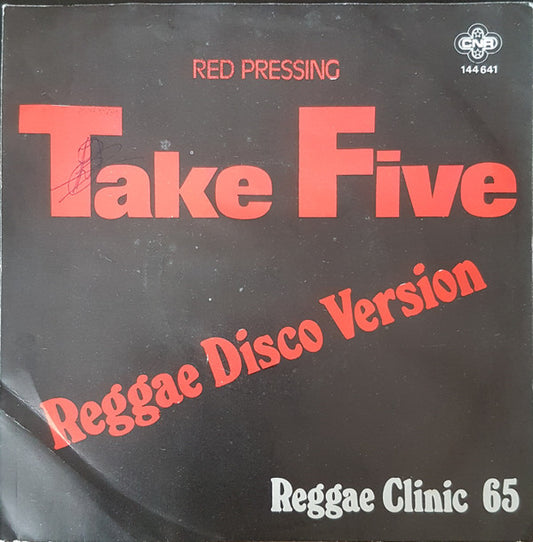 CNR
144 641
RED PRESSING
Take Five
Reggae Disco Version
Reggae Clinic 65